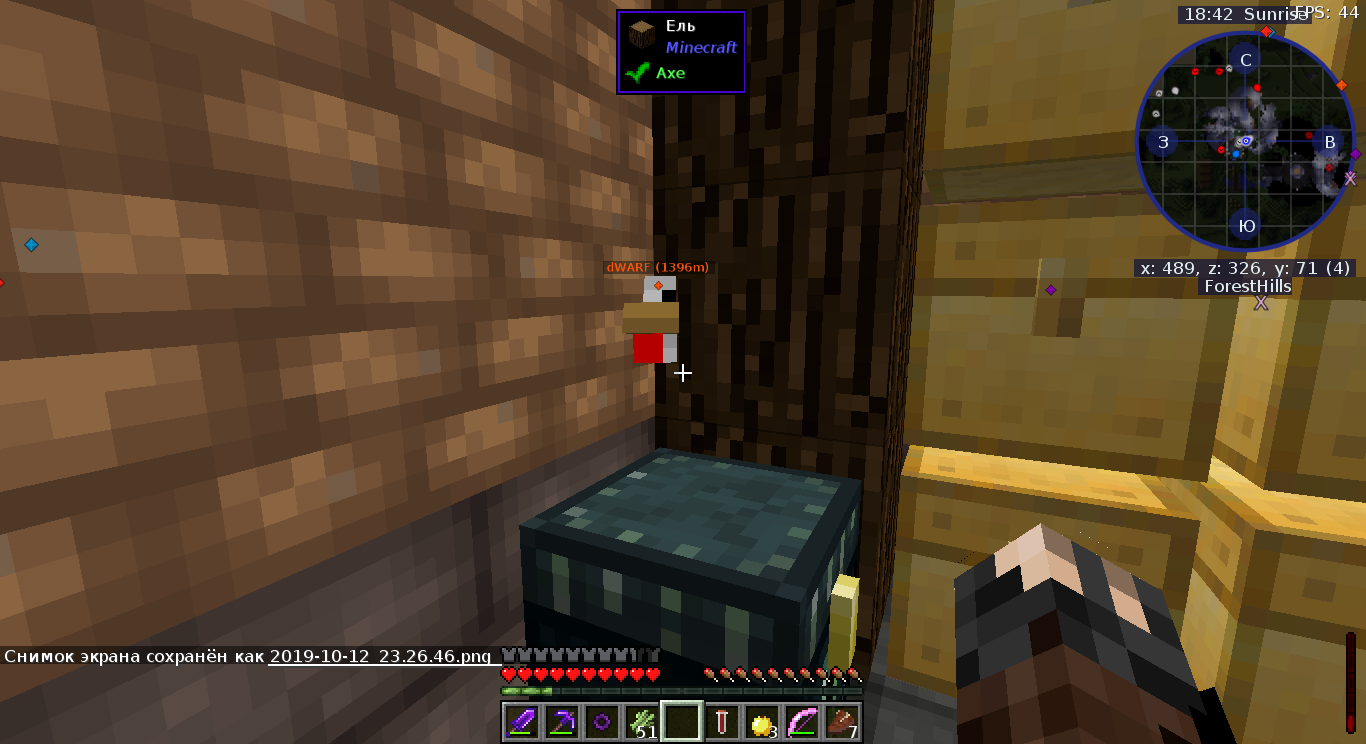 Ель
Minecraft
Axe
18:42 Sunrise
FPS: 44
С
З
В
Ю
x: 489, z: 326, y: 71 (4)
ForestHills
X
X
dWARF (1396m)
Снимок экрана сохранён как 2019-10-12_23.26.46.png
51
3
7